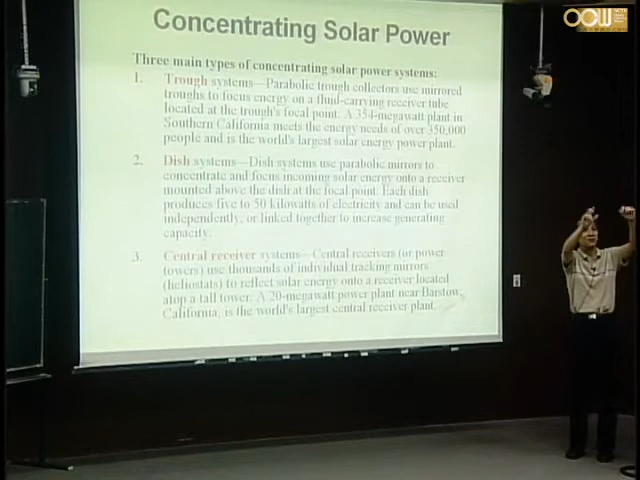 OCW
Concentrating Solar Power
Three main types of concentrating solar power systems:
1. Trough systems—Parabolic trough collectors use mirrored
troughs to focus energy on a fluid-carrying receiver tube
located at the trough's focal point. A 354-megawatt plant in
Southern California meets the energy needs of over 350,000
people and is the world's largest solar energy power plant.
2. Dish systems—Dish systems use parabolic mirrors to
concentrate and focus incoming solar energy onto a receiver
mounted above the dish at the focal point. Each dish
produces five to 50 kilowatts of electricity and can be used
independently, or linked together to increase generating
capacity.
3. Central receiver systems—Central receivers (or power
towers) use thousands of individual tracking mirrors
(heliostats) to reflect solar energy onto a receiver located
atop a tall tower. A 20-megawatt power plant near Barstow,
California, is the world's largest central receiver plant.